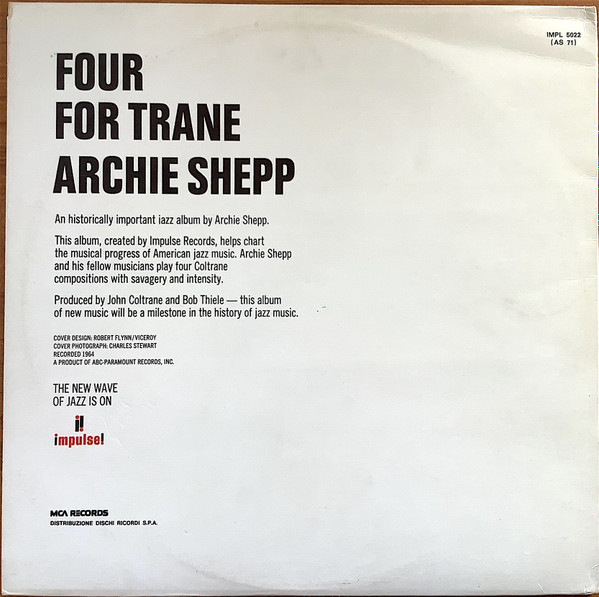 IMPL 5022
(AS 71)
FOUR
FOR TRANE
ARCHIE SHEPP
An historically important iazz album by Archie Shepp.
This album, created by Impulse Records, helps chart
the musical progress of American jazz music. Archie Shepp
and his fellow musicians play four Coltrane
compositions with savagery and intensity.
Produced by John Coltrane and Bob Thiele — this album
of new music will be a milestone in the history of jazz music.
COVER DESIGN: ROBERT FLYNN/VICEROY
COVER PHOTOGRAPH: CHARLES STEWART
RECORDED 1964
A PRODUCT OF ABC-PARAMOUNT RECORDS, INC.
THE NEW WAVE
OF JAZZ IS ON
i!
impulse!
MCA RECORDS
DISTRIBUZIONE DISCHI RICORDI S.P.A.